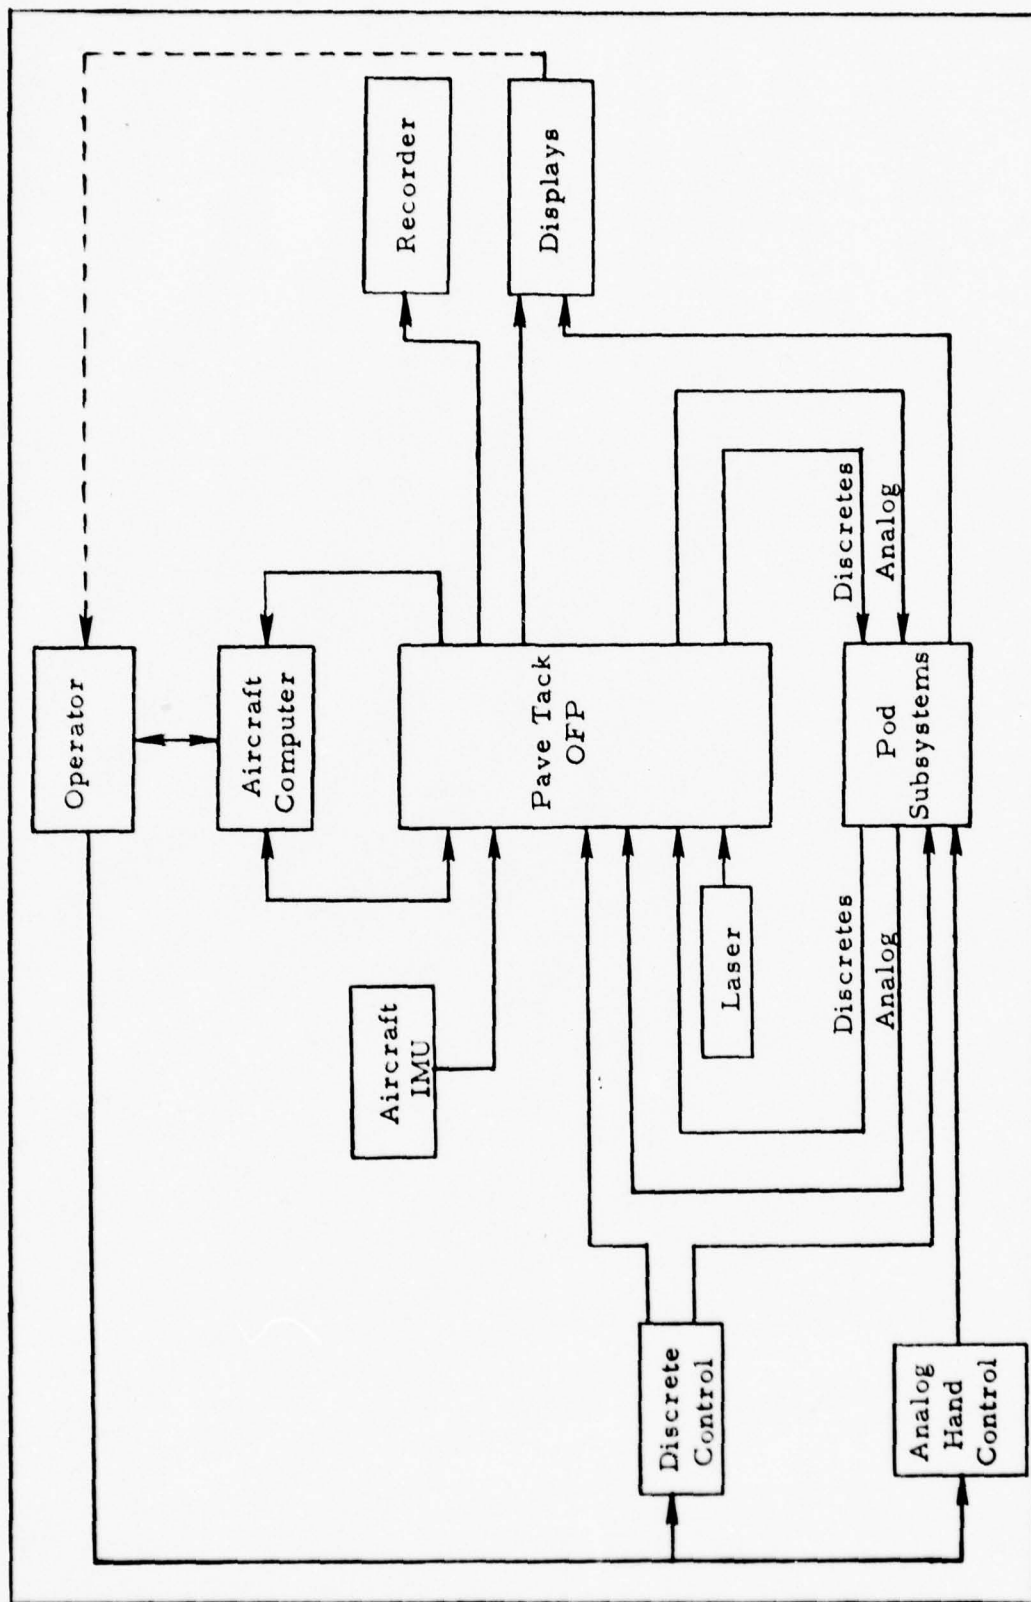 Operator
Aircraft
Computer
Recorder
Displays
Aircraft
IMU
Pave Tack
OFP
Laser
Discrete
Control
Discretes
Analog
Discretes
Analog
Pod
Subsystems
Analog
Hand
Control